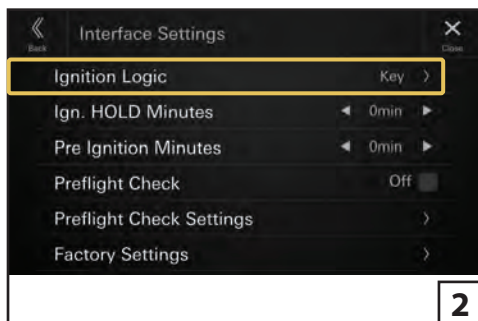 Interface Settings
Back
Close
Ignition Logic Key
Ign. HOLD Minutes 0min
Pre Ignition Minutes 0min
Preflight Check Off
Preflight Check Settings
Factory Settings
2